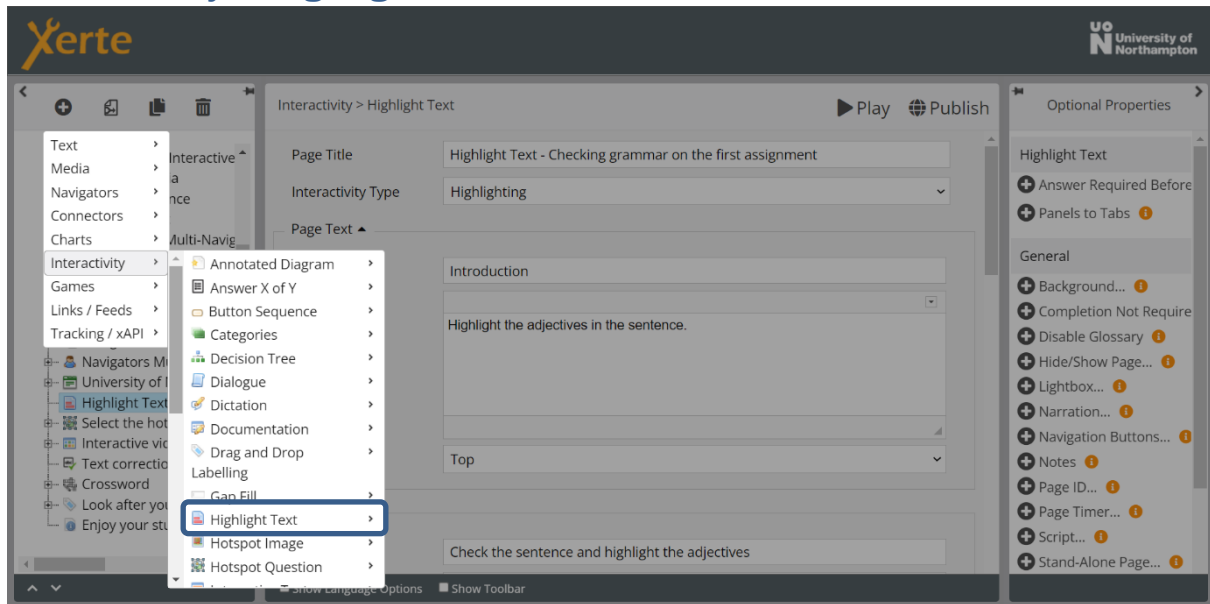 Xerte
UON University of Northampton
Interactivity > Highlight Text
Play
Publish
Optional Properties
Text
Media
Navigators
Connectors
Charts
Interactivity
Games
Links / Feeds
Tracking / xAPI
Interactive
a
nce
Multi-Navig
Navigators M
University of
Highlight Text
Select the hot
Interactive vid
Text correctio
Crossword
Look after you
Enjoy your stu
Annotated Diagram
Answer X of Y
Button Sequence
Categories
Decision Tree
Dialogue
Dictation
Documentation
Drag and Drop
Labelling
Gap Fill
Highlight Text
Hotspot Image
Hotspot Question
Page Title
Highlight Text - Checking grammar on the first assignment
Interactivity Type
Highlighting
Page Text
Introduction
Highlight the adjectives in the sentence.
Top
Check the sentence and highlight the adjectives
Show Language Options
Show Toolbar
Highlight Text
Answer Required Before
Panels to Tabs
General
Background...
Completion Not Require
Disable Glossary
Hide/Show Page...
Lightbox...
Narration...
Navigation Buttons...
Notes
Page ID...
Page Timer...
Script...
Stand-Alone Page...